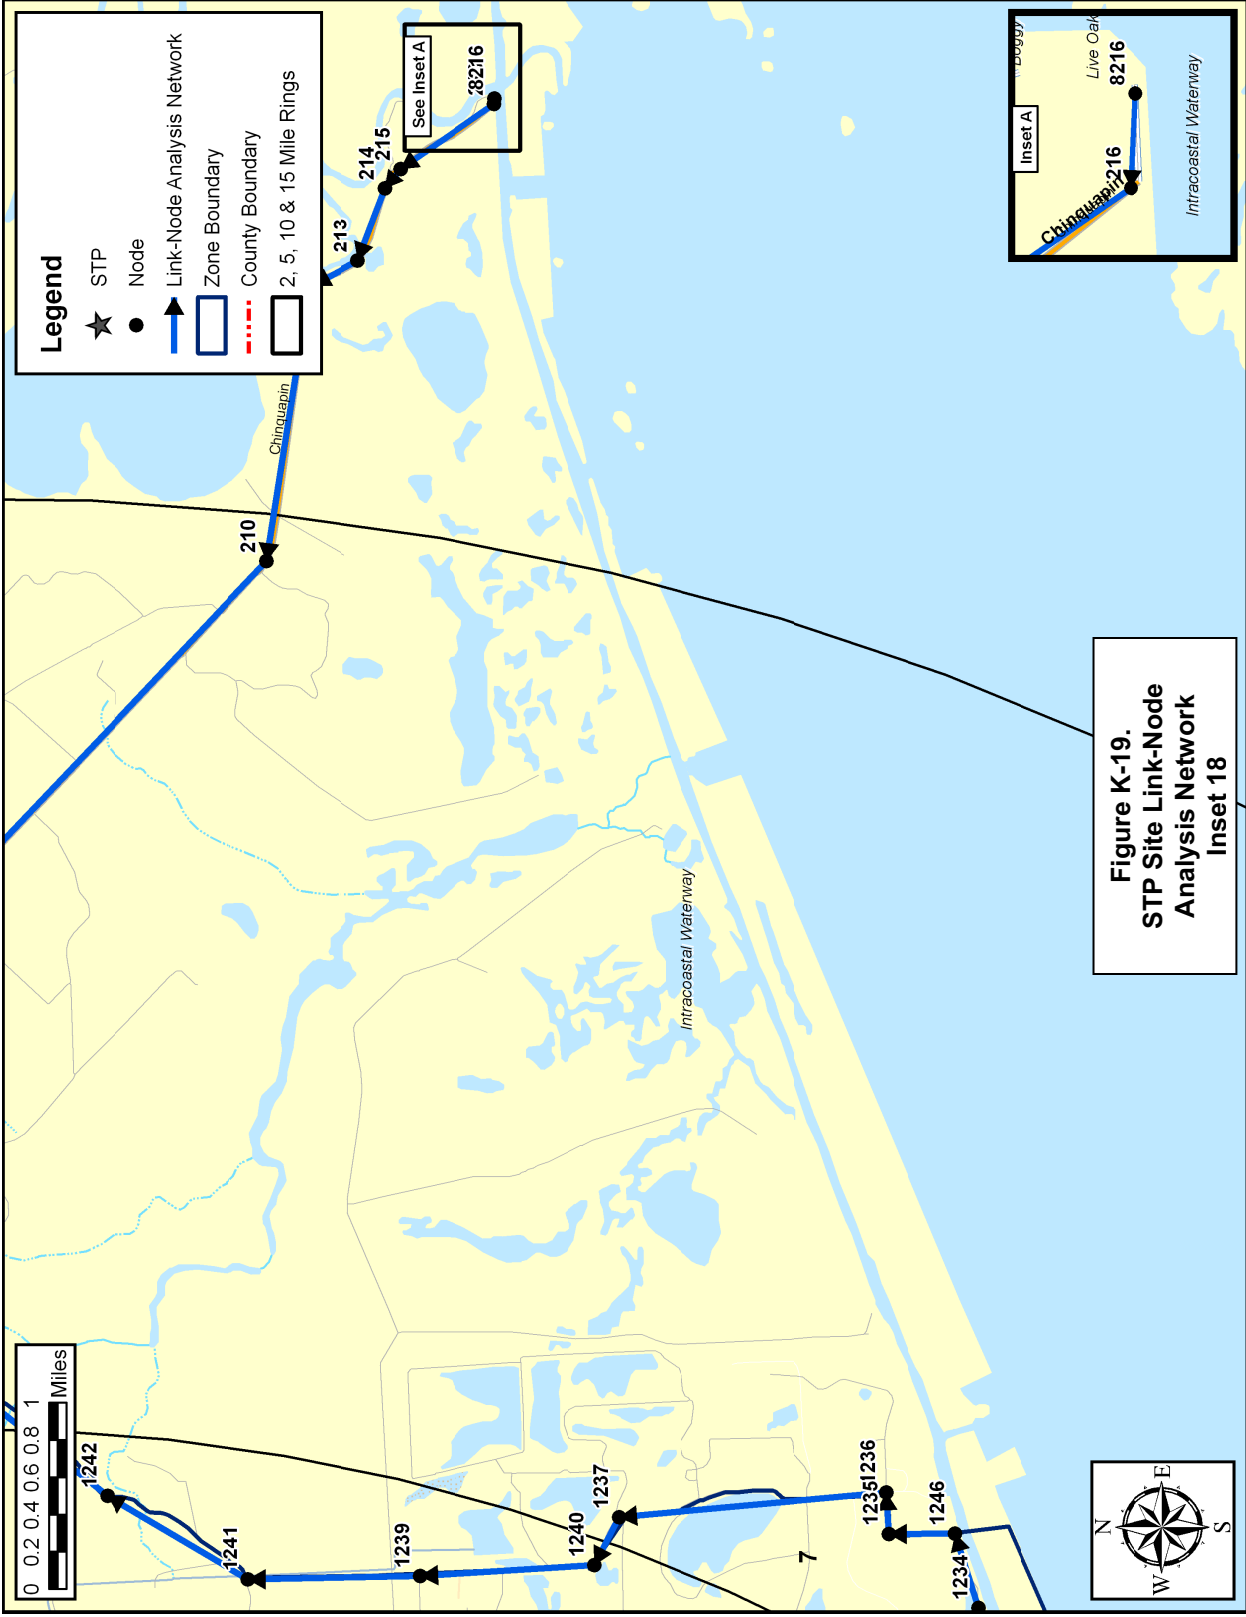 Legend
STP
Node
Link-Node Analysis Network
Zone Boundary
County Boundary
2, 5, 10 & 15 Mile Rings
See Inset A
216
215
214
213
Chinquapin
210
Inset A
Boggy
Live Oak
8216
216
Chinquapin
Intracoastal Waterway
Intracoastal Waterway
0 0.2 0.4 0.6 0.8 1
Miles
1242
1241
1239
1240
1237
1236
1235
1246
1234
7
Figure K-19.
STP Site Link-Node
Analysis Network
Inset 18
N
W
E
S